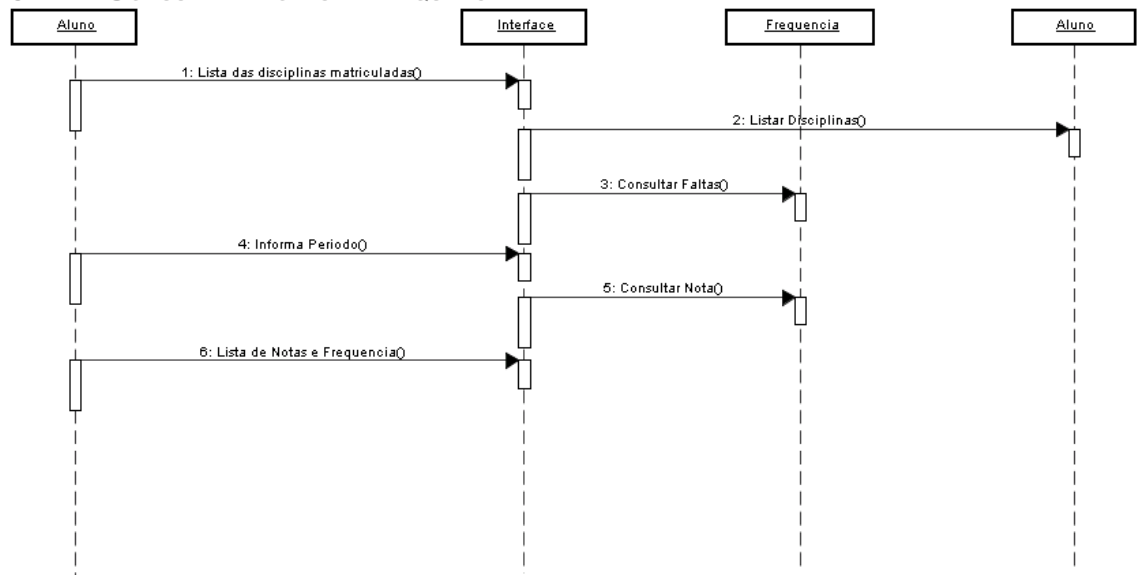 Aluno
Interface
Frequencia
Aluno
1: Lista das disciplinas matriculadas()
2: Listar Disciplinas()
3: Consultar Faltas()
4: Informa Periodo()
5: Consultar Nota()
6: Lista de Notas e Frequencia()